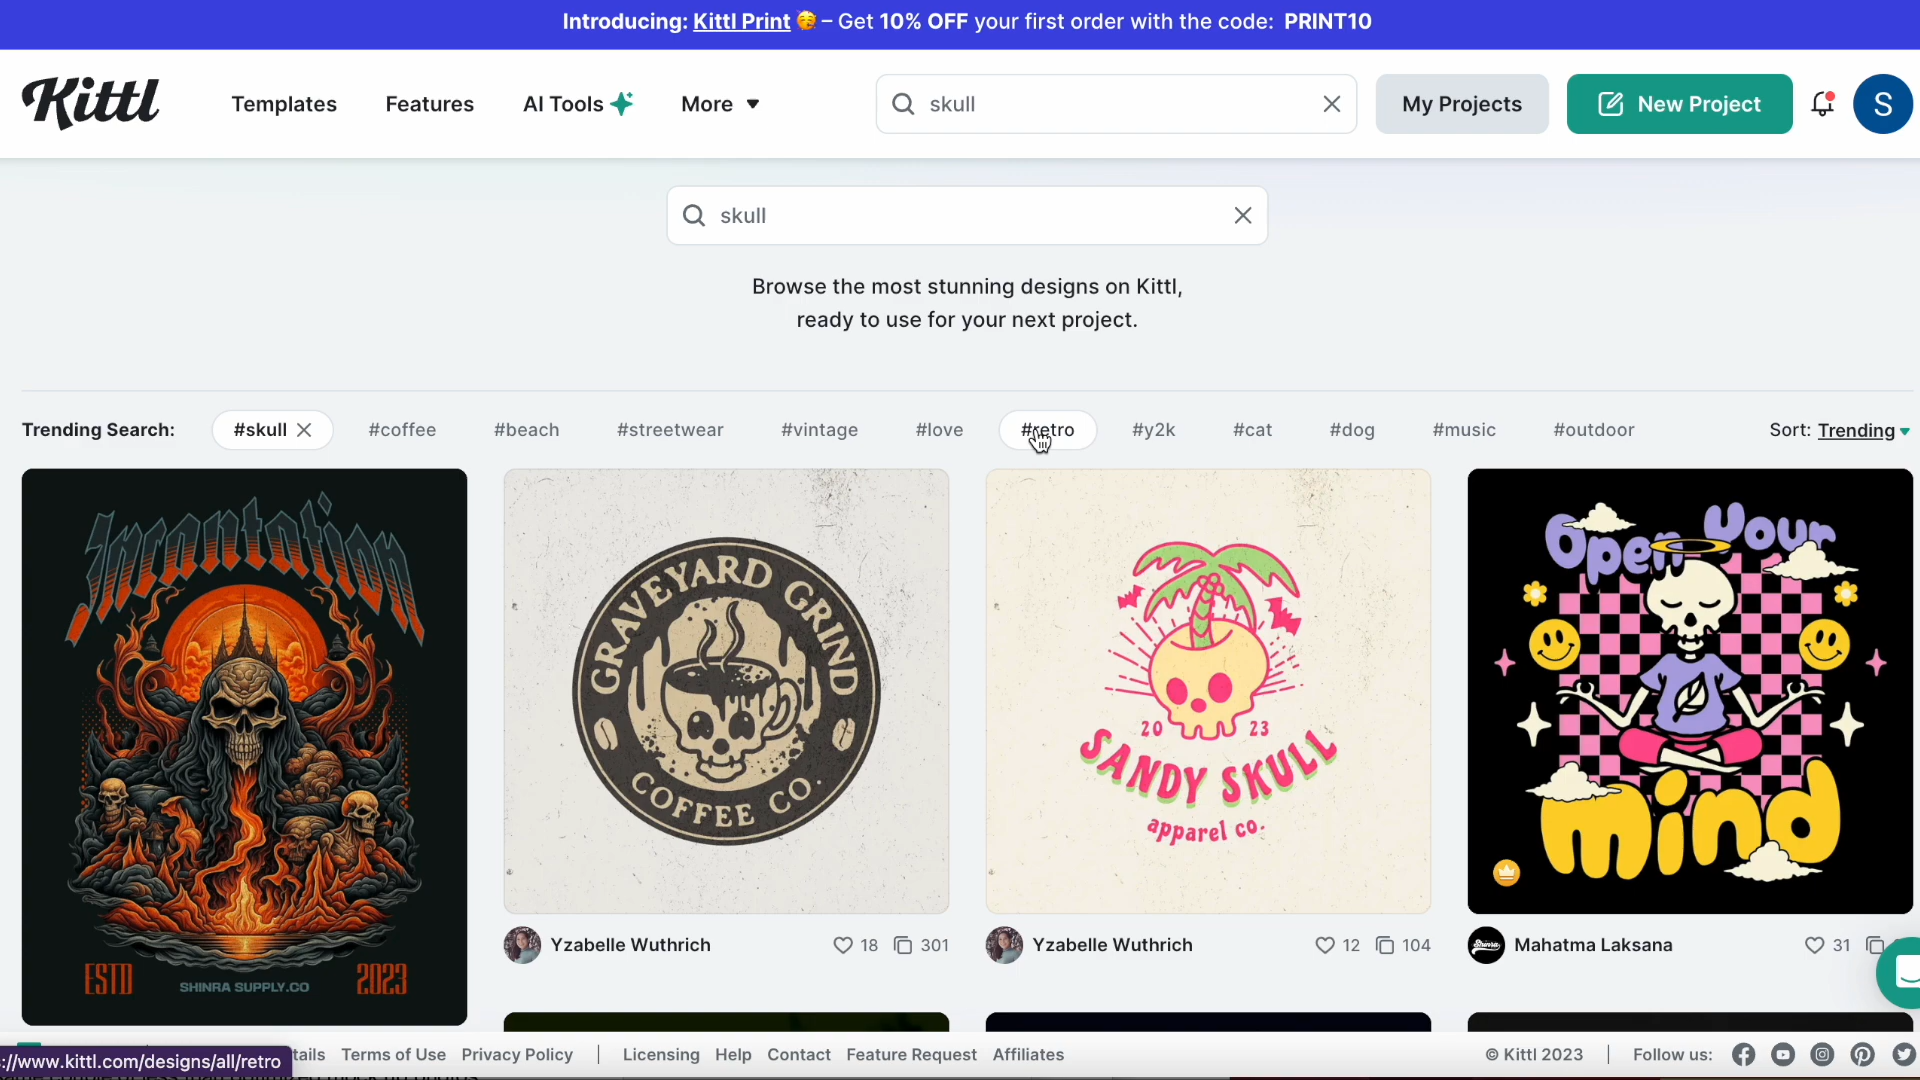 Introducing: Kittl Print 🥳 – Get 10% OFF your first order with the code: PRINT10
Kittl
Templates
Features
AI Tools
More
skull
My Projects
New Project
S
skull
Browse the most stunning designs on Kittl,
ready to use for your next project.
Trending Search:
#skull
#coffee
#beach
#streetwear
#vintage
#love
#retro
#y2k
#cat
#dog
#music
#outdoor
Sort: Trending
Incantation
ESTD
SHINRA SUPPLY.CO
2023
GRAVEYARD GRIND
COFFEE CO.
Yzabelle Wuthrich
18
301
20 23
SANDY SKULL
apparel co.
Yzabelle Wuthrich
12
104
Open Your
mind
Mahatma Laksana
31
://www.kittl.com/designs/all/retro
tails
Terms of Use
Privacy Policy
Licensing
Help
Contact
Feature Request
Affiliates
© Kittl 2023
Follow us: